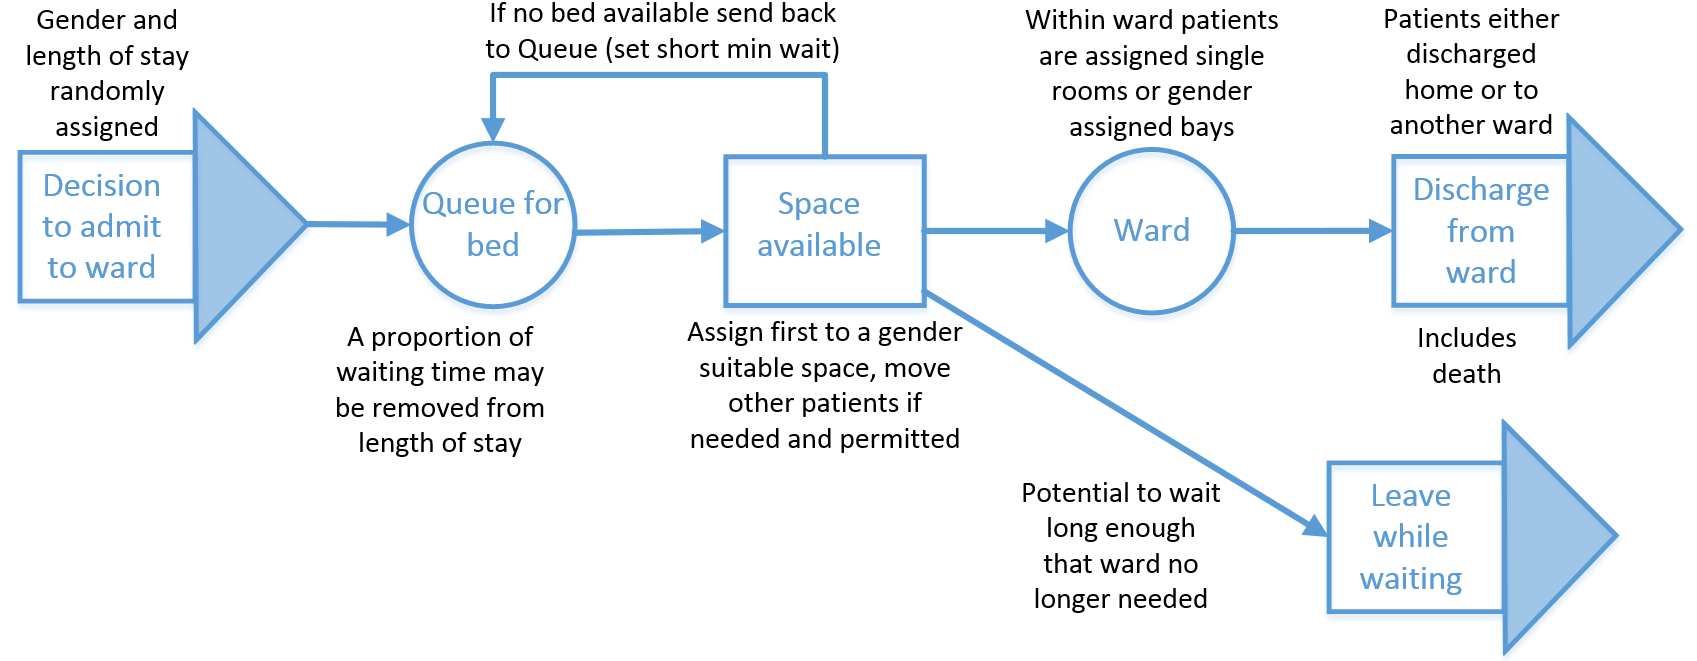 Gender and
length of stay
randomly
assigned
Decision
to admit
to ward
If no bed available send back
to Queue (set short min wait)
Queue for
bed
A proportion of
waiting time may
be removed from
length of stay
Space
available
Assign first to a gender
suitable space, move
other patients if
needed and permitted
Within ward patients
are assigned single
rooms or gender
assigned bays
Ward
Patients either
discharged
home or to
another ward
Discharge
from
ward
Includes
death
Potential to wait
long enough
that ward no
longer needed
Leave
while
waiting